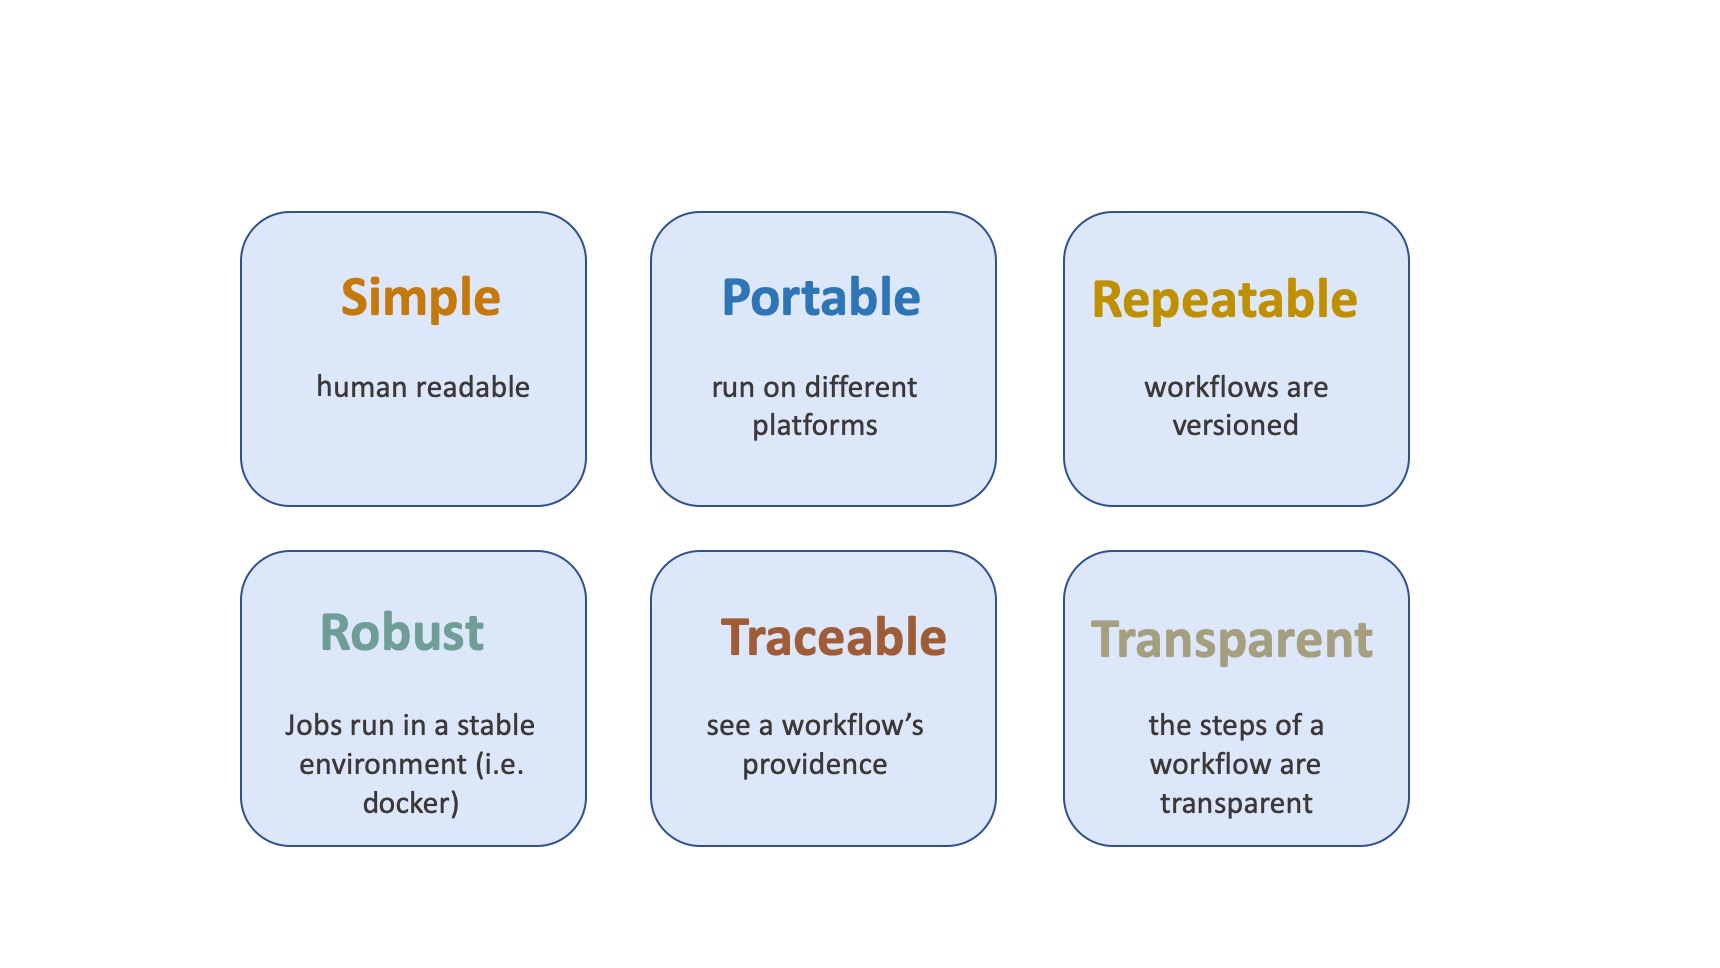 Simple
human readable
Portable
run on different
platforms
Repeatable
workflows are
versioned
Robust
Jobs run in a stable
environment (i.e.
docker)
Traceable
see a workflow’s
providence
Transparent
the steps of a
workflow are
transparent